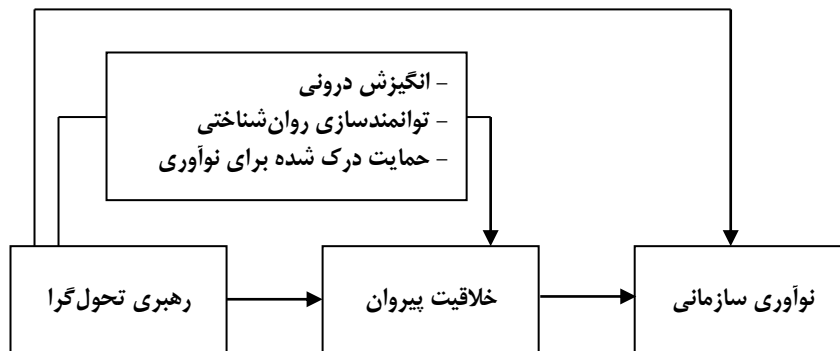 - انگیزش درونی
- توانمندسازی روان‌شناختی
- حمایت درک شده برای نوآوری
رهبری تحول‌گرا
خلاقیت پیروان
نوآوری سازمانی